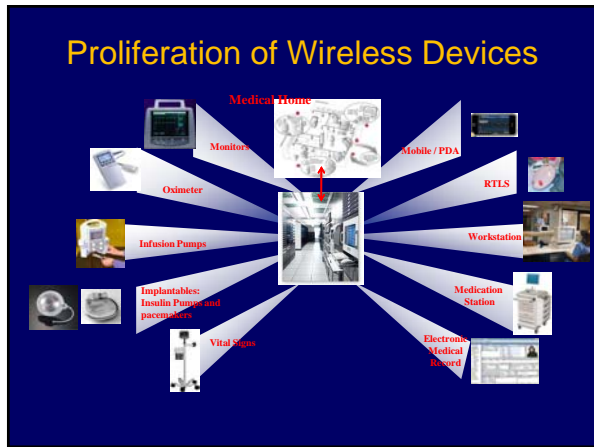 Proliferation of Wireless Devices
Medical Home
Monitors
Mobile / PDA
Oximeter
RTLS
Infusion Pumps
Workstation
Implantables:
Insulin Pumps and
pacemakers
Medication
Station
Vital Signs
Electronic
Medical
Record